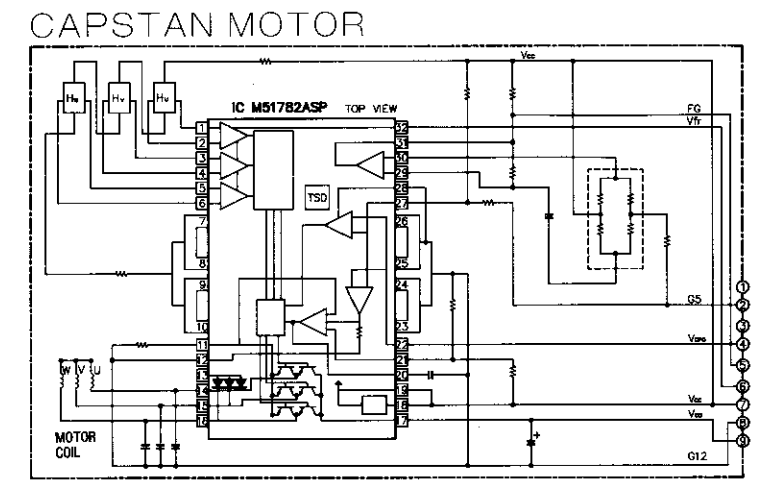 CAPSTAN MOTOR
Vcc
Hw Hv Hu
IC M51782ASP TOP VIEW
FG
Vfr
1 32
2 31
3 30
4 29
5 28
6 TSD 27
7 26
8 25
9 24
10 23
11 22
12 21
13 20
14 19
15 18
16 17
G5
Vcc
G12
W V U
MOTOR
COIL
1
2
3
4
5
6
7
8
9